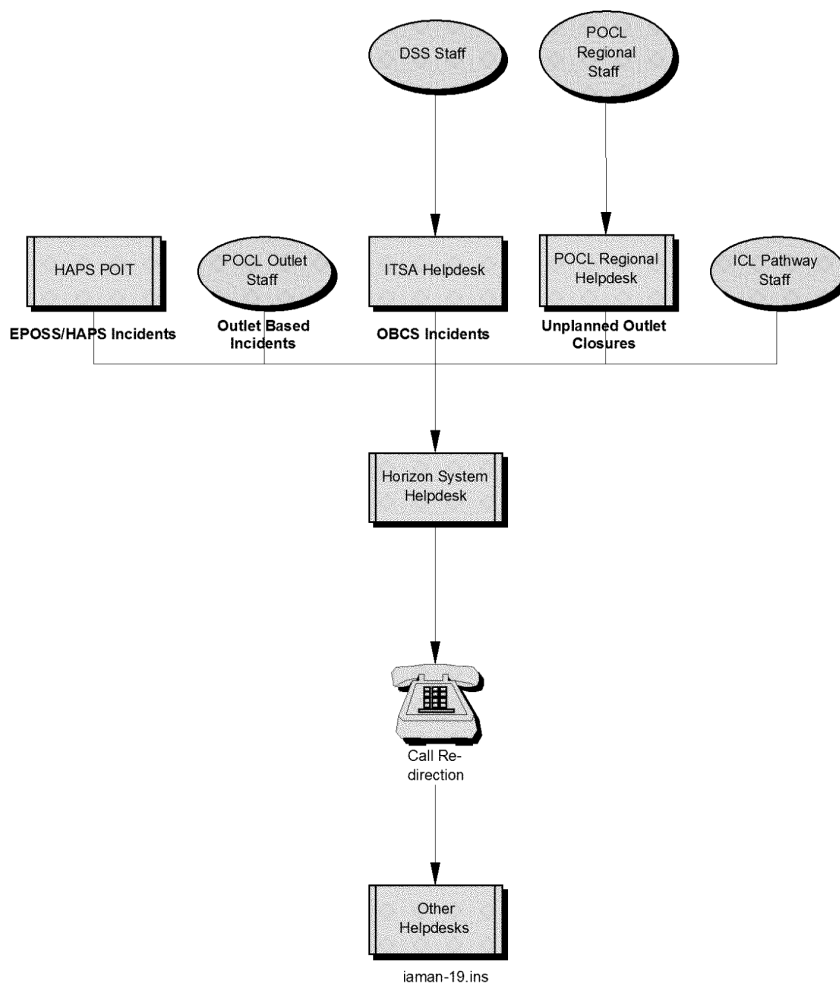 DSS Staff
POCL
Regional
Staff
HAPS POIT
POCL Outlet
Staff
ITSA Helpdesk
POCL Regional
Helpdesk
ICL Pathway
Staff
EPOSS/HAPS Incidents
Outlet Based
Incidents
OBCS Incidents
Unplanned Outlet
Closures
Horizon System
Helpdesk
Call Re-
direction
Other
Helpdesks
iaman-19.ins